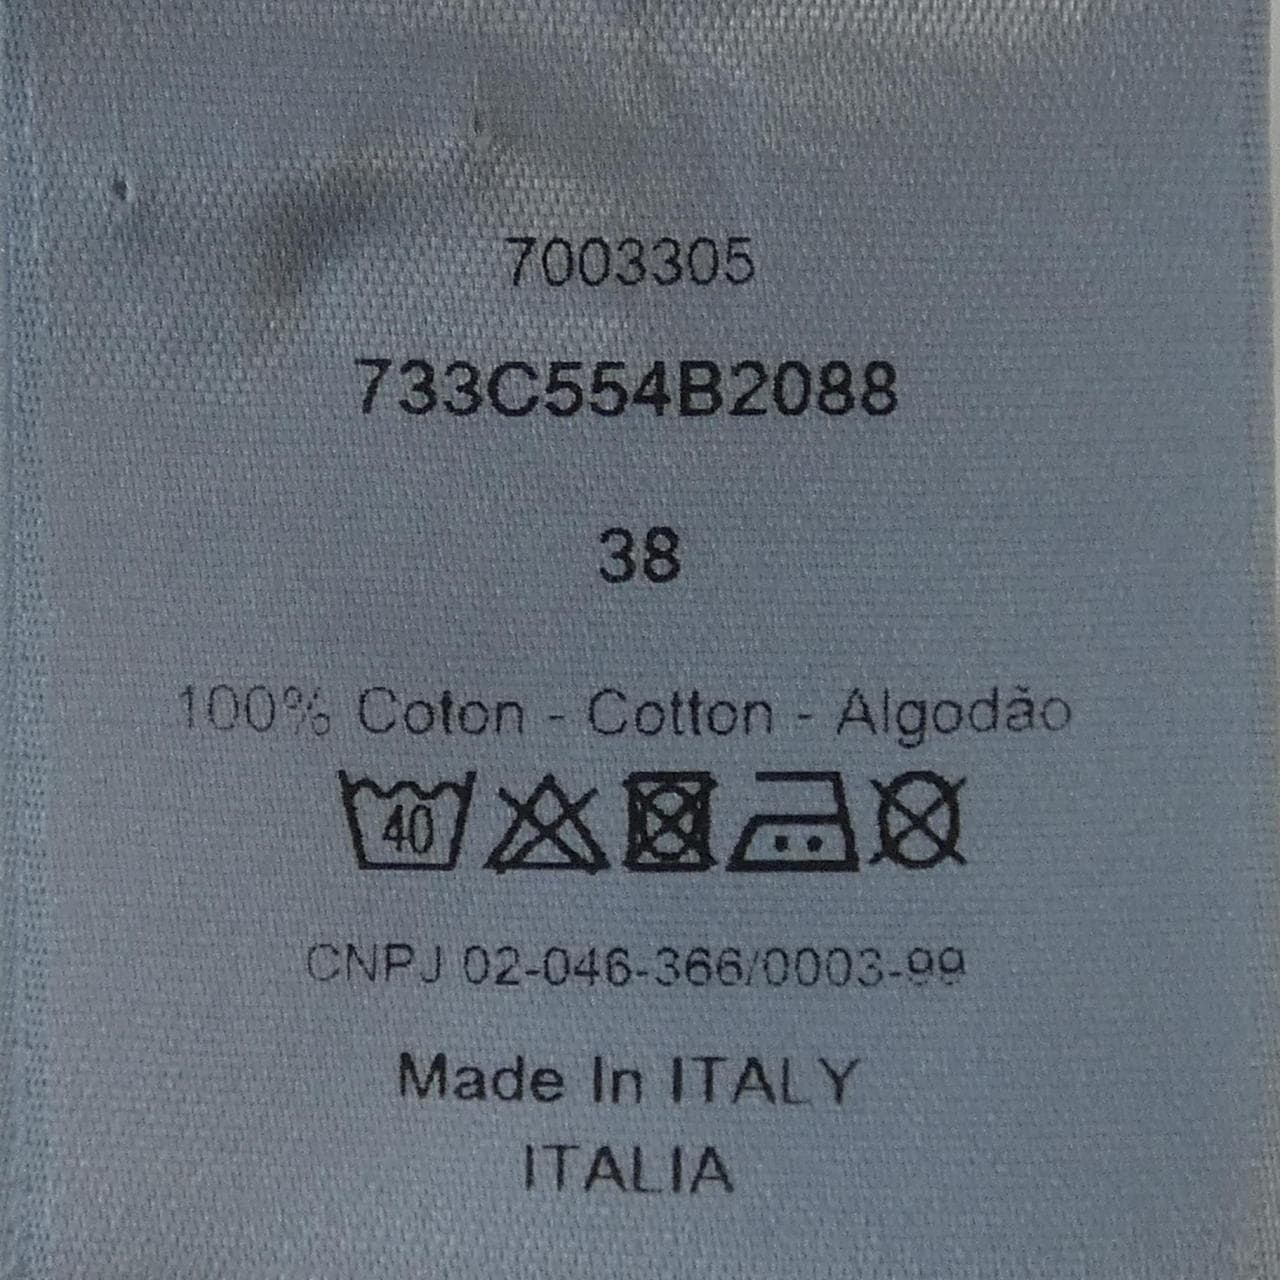 7003305
733C554B2088
38
100% Coton - Cotton - Algodão
40
CNPJ 02-046-366/0003-99
Made In ITALY
ITALIA